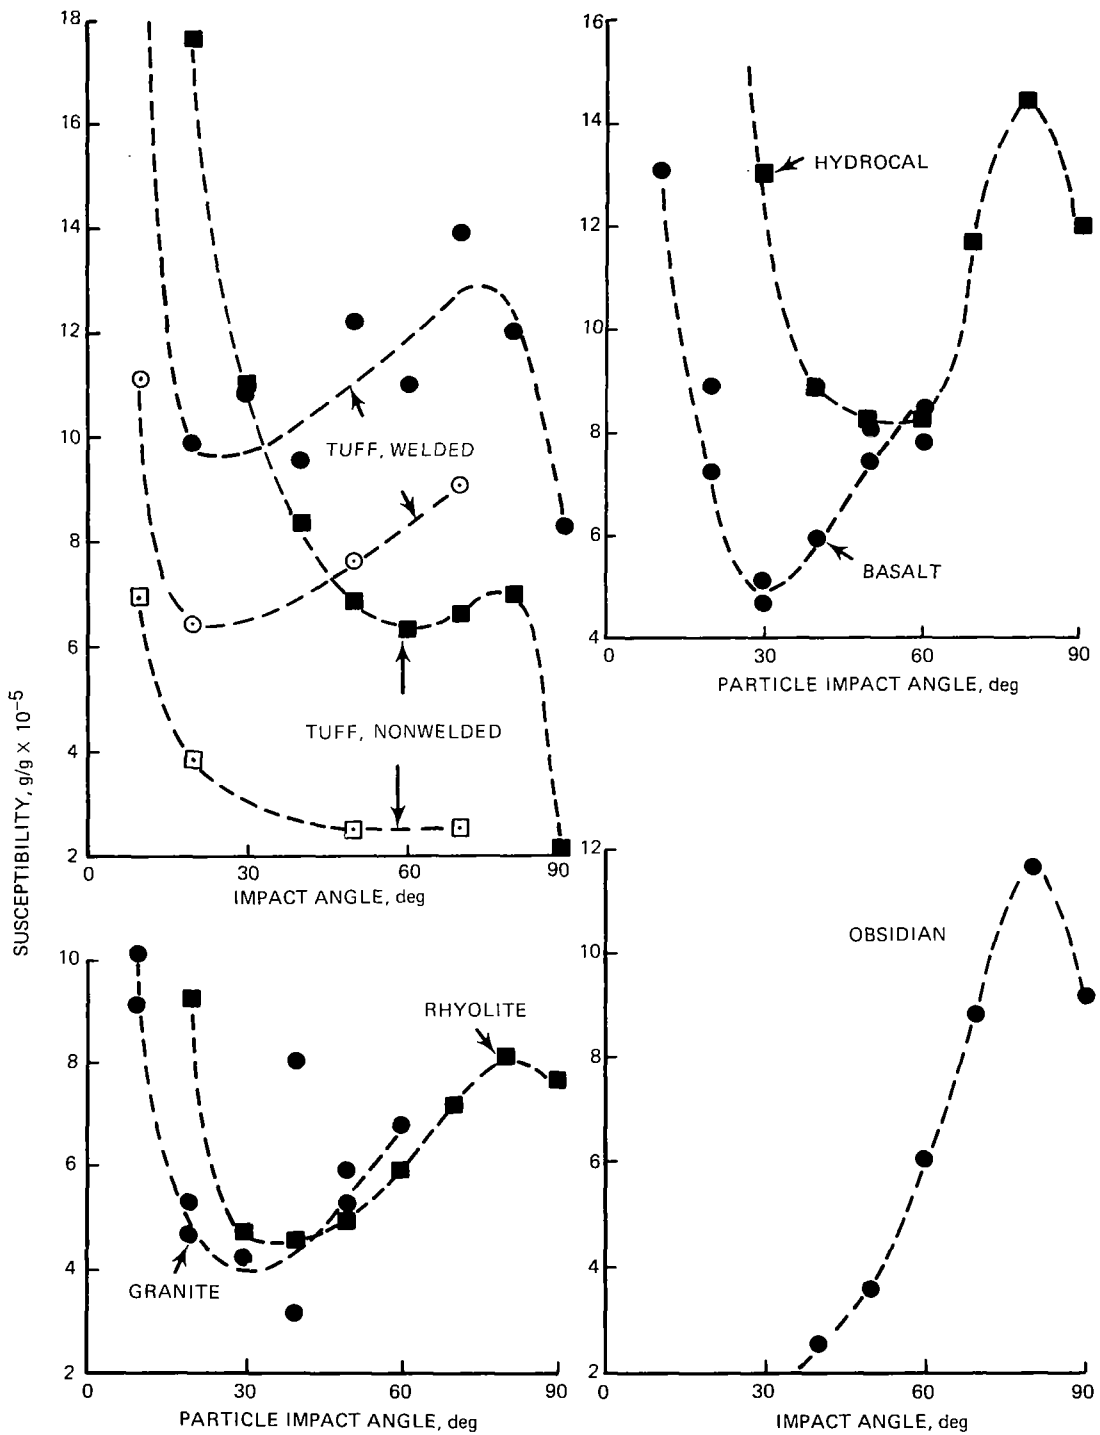 SUSCEPTIBILITY, g/g x 10⁻⁵
18
16
14
12
10
8
6
4
2
TUFF, WELDED
TUFF, NONWELDED
0 30 60 90
IMPACT ANGLE, deg
16
14
12
10
8
6
4
HYDROCAL
BASALT
0 30 60 90
PARTICLE IMPACT ANGLE, deg
10
8
6
4
2
RHYOLITE
GRANITE
0 30 60 90
PARTICLE IMPACT ANGLE, deg
12
10
8
6
4
2
OBSIDIAN
0 30 60 90
IMPACT ANGLE, deg